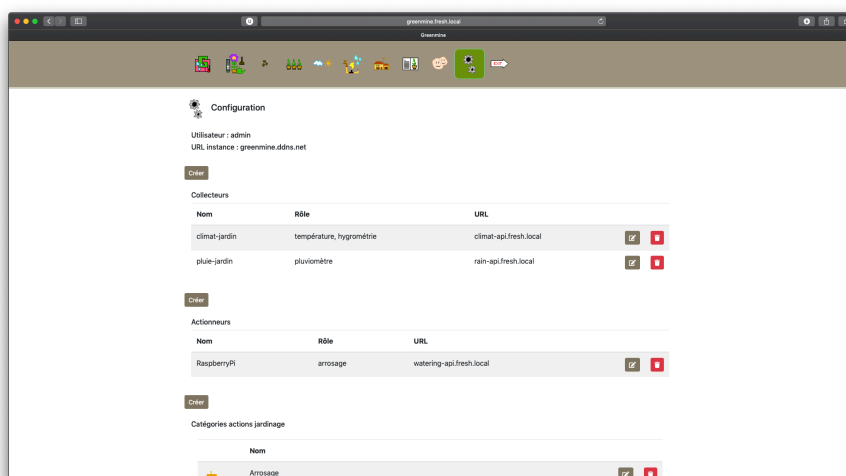 greenmine.fresh.local
Greenmine
EXIT
Configuration
Utilisateur : admin
URL instance : greenmine.ddns.net
Créer
Collecteurs
Nom Rôle URL
climat-jardin température, hygrométrie climat-api.fresh.local
pluie-jardin pluviomètre rain-api.fresh.local
Créer
Actionneurs
Nom Rôle URL
RaspberryPi arrosage watering-api.fresh.local
Créer
Catégories actions jardinage
Nom
Arrosage